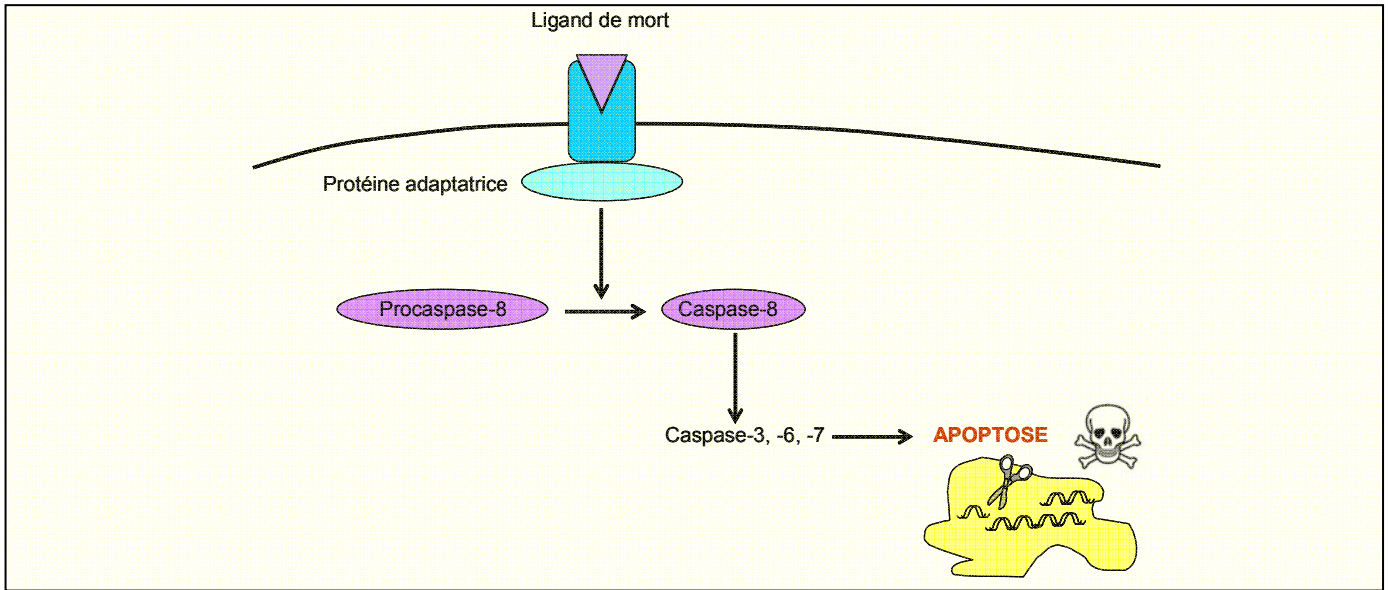 Ligand de mort
Protéine adaptatrice
Procaspase-8
Caspase-8
Caspase-3, -6, -7
APOPTOSE